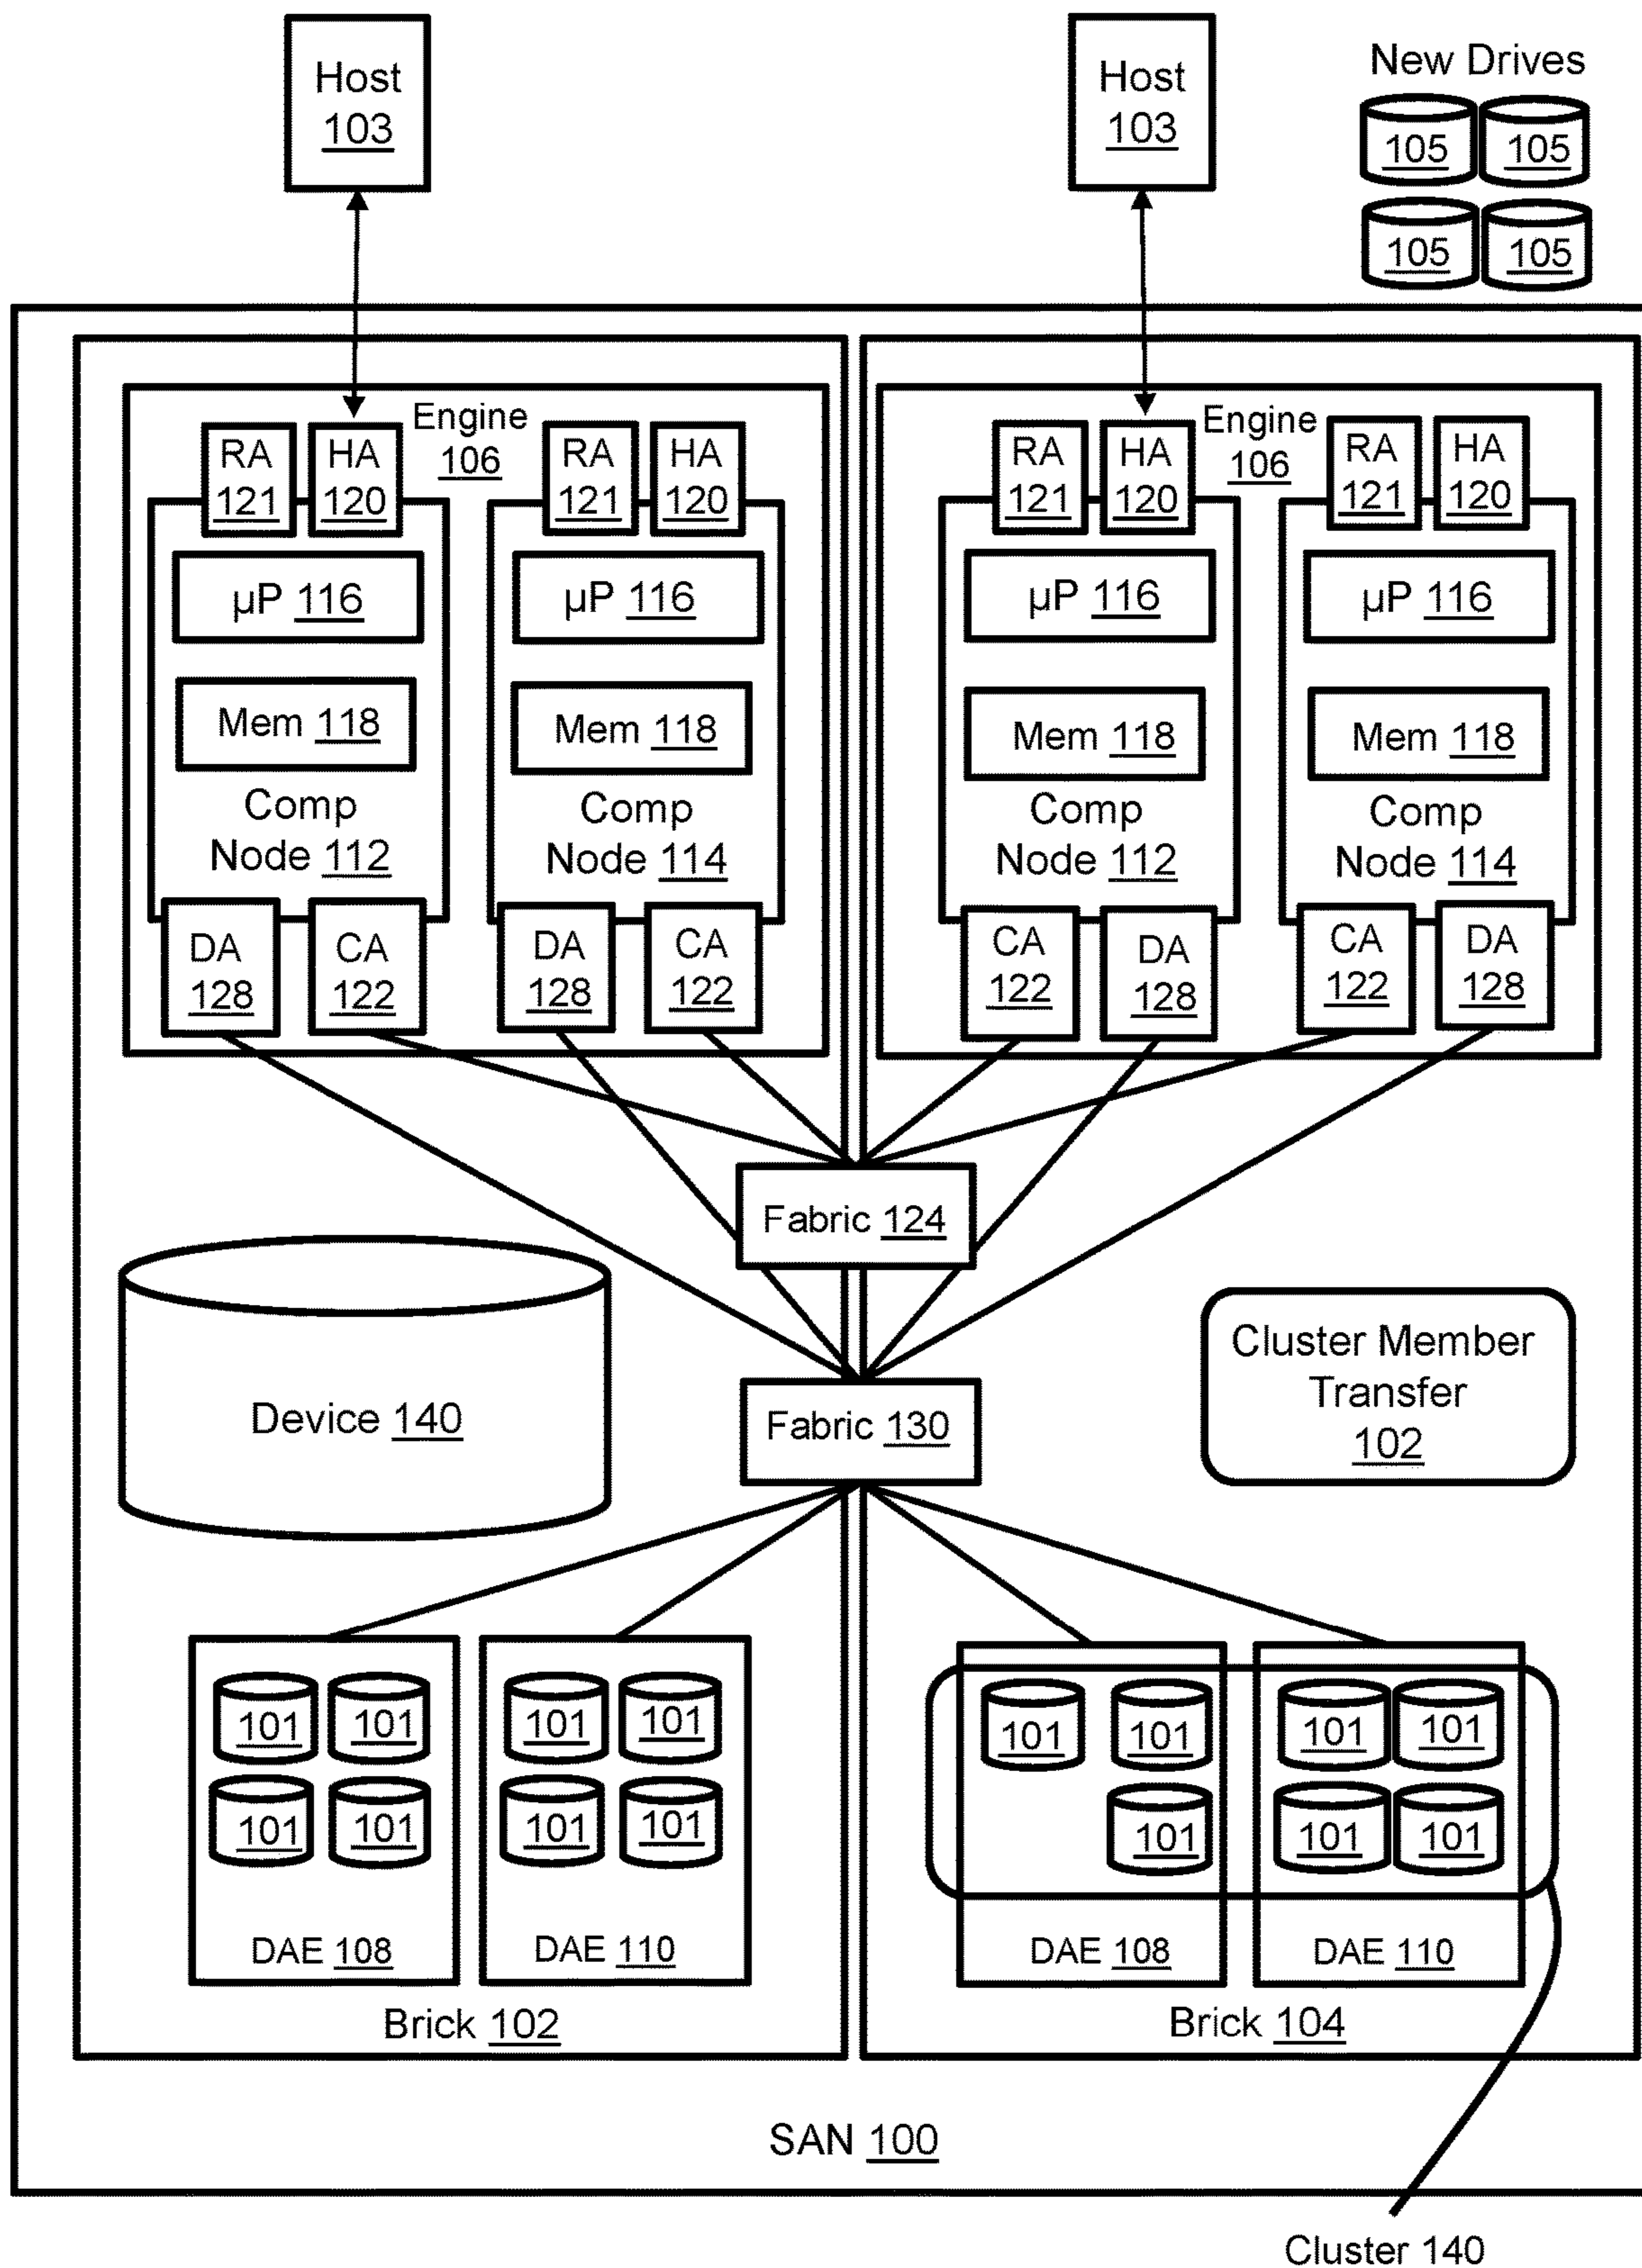 Host
103
Host
103
New Drives
105
105
105
105
Engine
106
RA
121
HA
120
RA
121
HA
120
µP 116
µP 116
Mem 118
Mem 118
Comp
Node 112
Comp
Node 114
DA
128
CA
122
DA
128
CA
122
Engine
106
RA
121
HA
120
RA
121
HA
120
µP 116
µP 116
Mem 118
Mem 118
Comp
Node 112
Comp
Node 114
CA
122
DA
128
CA
122
DA
128
Fabric 124
Device 140
Fabric 130
Cluster Member
Transfer
102
101
101
101
101
DAE 108
101
101
101
101
DAE 110
Brick 102
101
101
101
DAE 108
101
101
101
101
DAE 110
Brick 104
SAN 100
Cluster 140